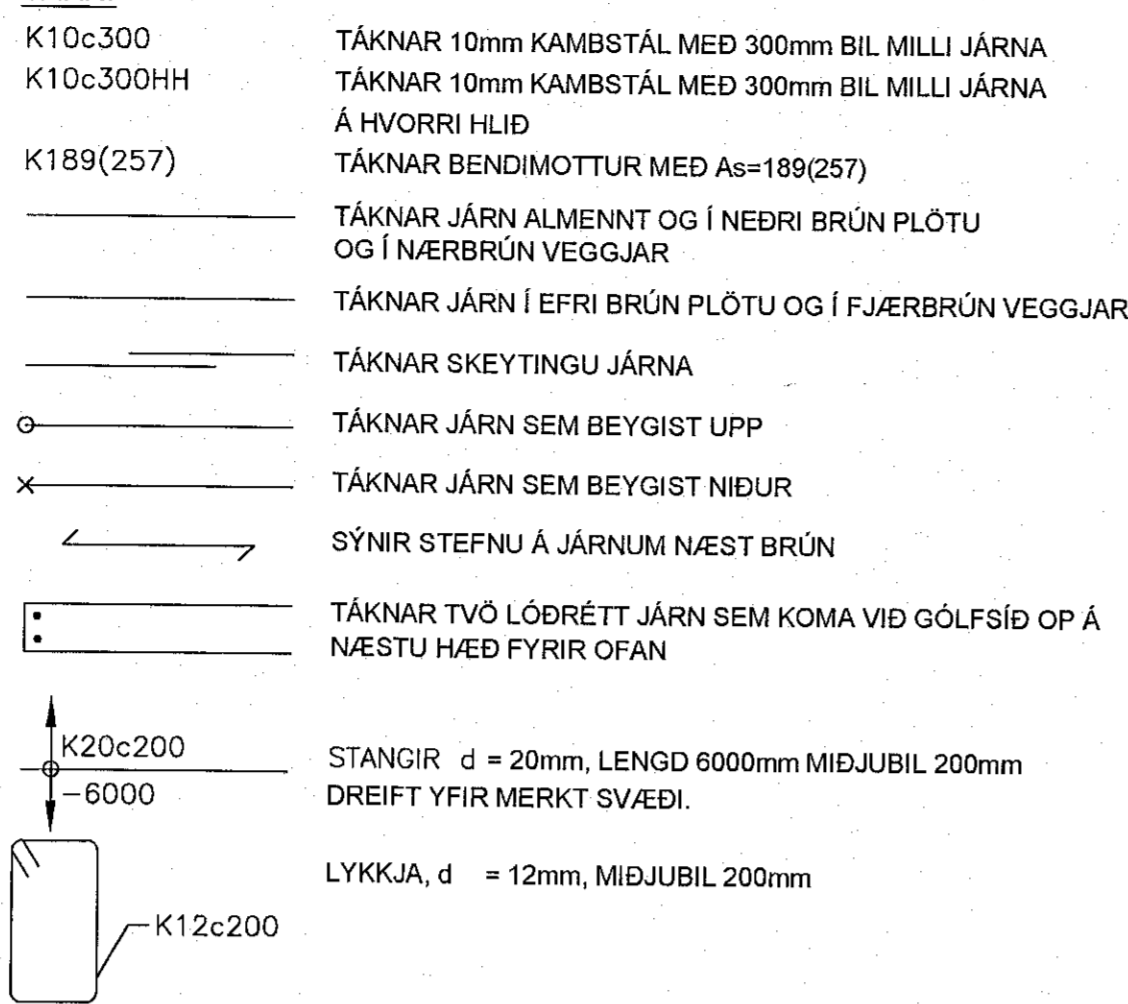 K10c300 TÁKNAR 10mm KAMBSTÁL MEÐ 300mm BIL MILLI JÁRNA
K10c300HH TÁKNAR 10mm KAMBSTÁL MEÐ 300mm BIL MILLI JÁRNA
Á HVORRI HLIÐ
K189(257) TÁKNAR BENDIMOTTUR MEÐ As=189(257)
TÁKNAR JÁRN ALMENNT OG Í NEÐRI BRÚN PLÖTU
OG Í NÆRBRÚN VEGGJAR
TÁKNAR JÁRN Í EFRI BRÚN PLÖTU OG Í FJÆRBRÚN VEGGJAR
TÁKNAR SKEYTINGU JÁRNA
TÁKNAR JÁRN SEM BEYGIST UPP
TÁKNAR JÁRN SEM BEYGIST NIÐUR
SÝNIR STEFNU Á JÁRNUM NÆST BRÚN
TÁKNAR TVÖ LÓÐRÉTT JÁRN SEM KOMA VIÐ GÓLFSÍÐ OP Á
NÆSTU HÆÐ FYRIR OFAN
K20c200
-6000
STANGIR d = 20mm, LENGD 6000mm MIÐJUBIL 200mm
DREIFT YFIR MERKT SVÆÐI.
LYKKJA, d = 12mm, MIÐJUBIL 200mm
K12c200